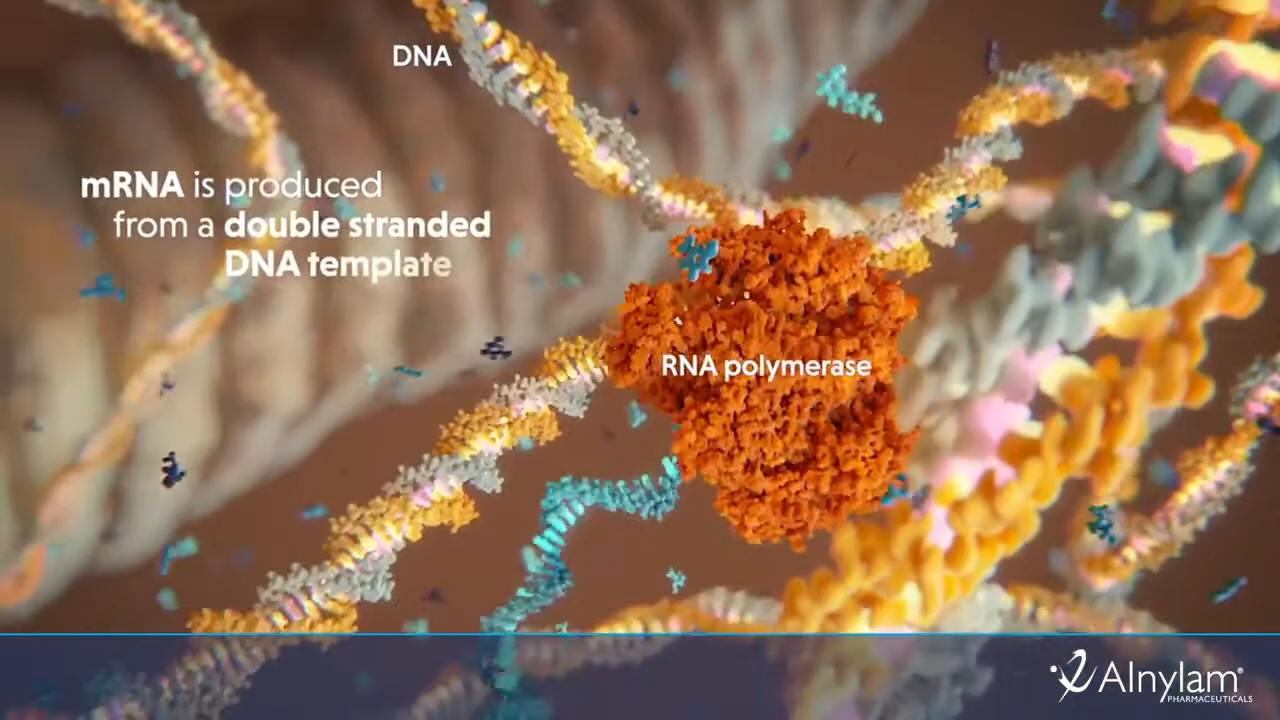 DNA
mRNA is produced
from a double stranded
DNA template
RNA polymerase
Alnylam®
PHARMACEUTICALS